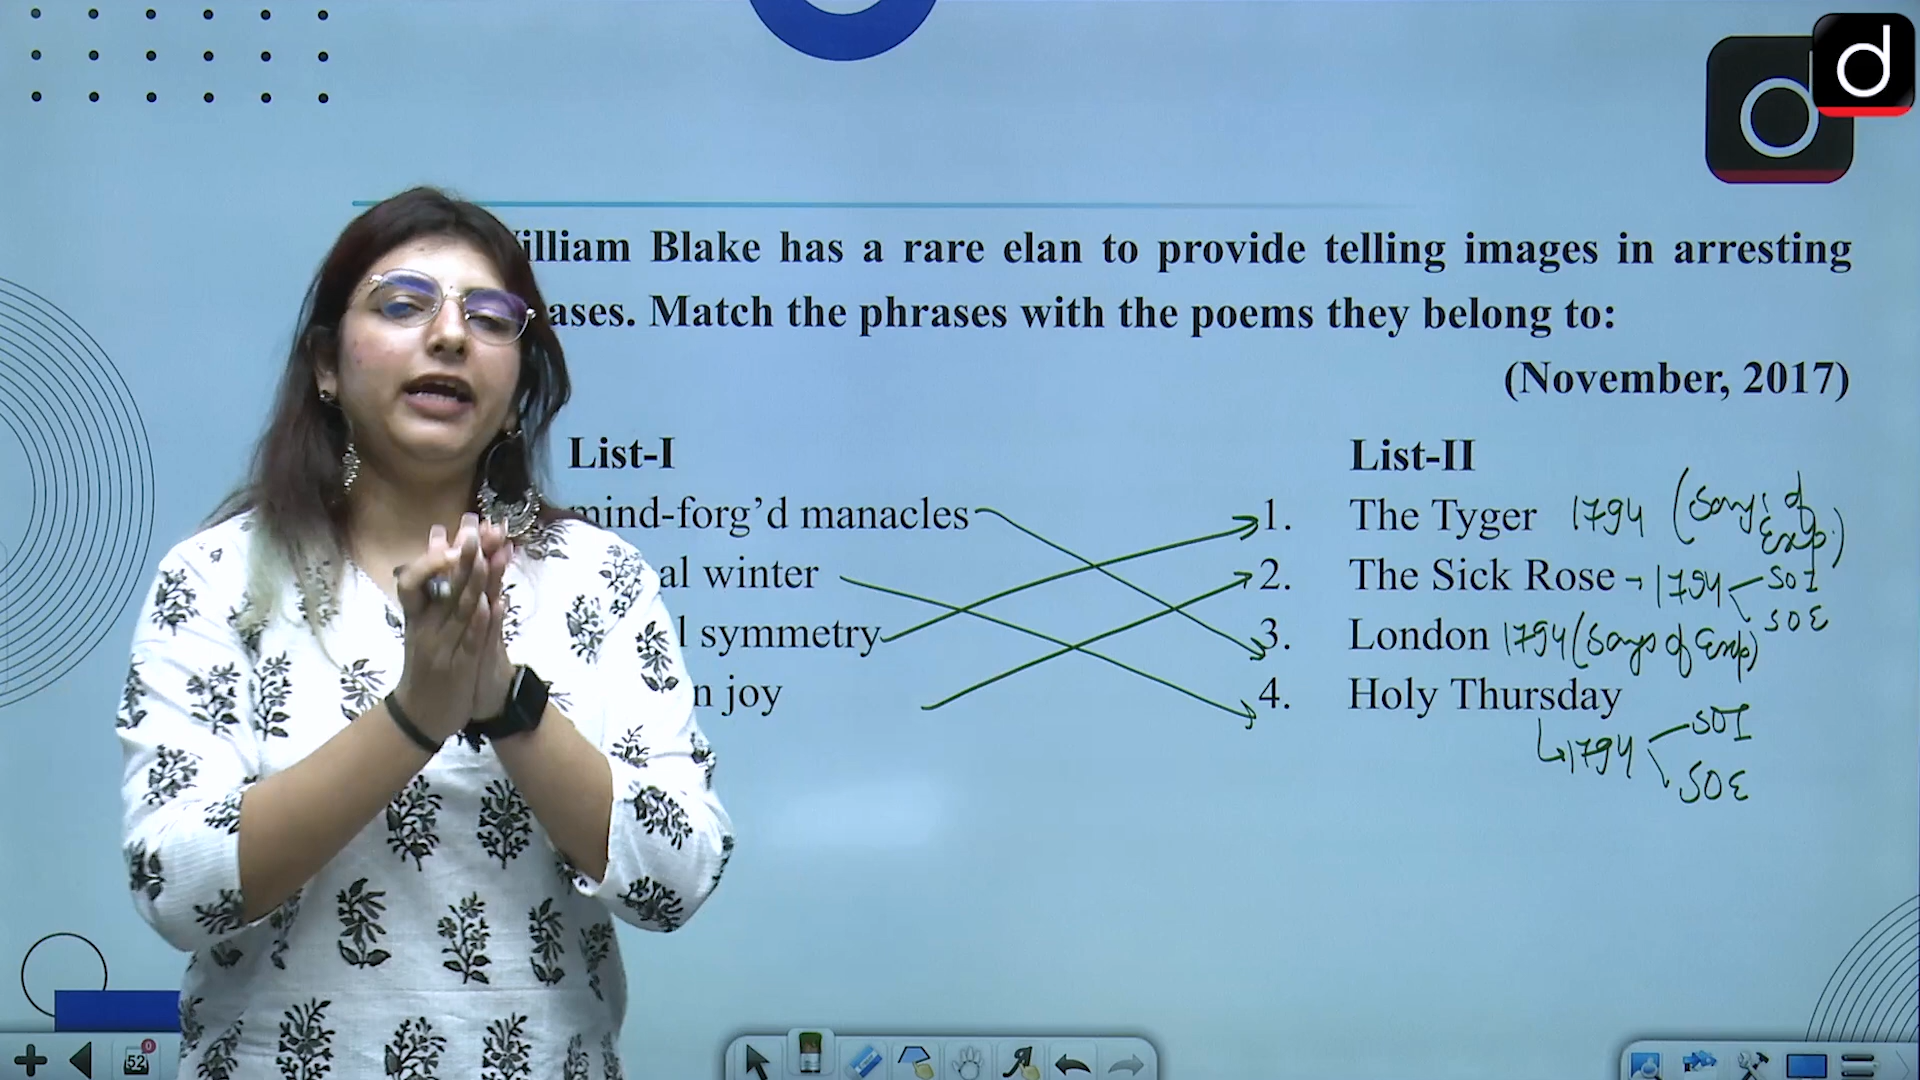 d
illiam Blake has a rare elan to provide telling images in arresting
ases. Match the phrases with the poems they belong to:
(November, 2017)
List-I
List-II
mind-forg’d manacles
1. The Tyger 1794 (Songs of Exp.)
al winter
2. The Sick Rose → 1794 SOI
SOE
l symmetry
3. London 1794 (Songs of Exp)
n joy
4. Holy Thursday
↳ 1794 SOI
SOE
52
0